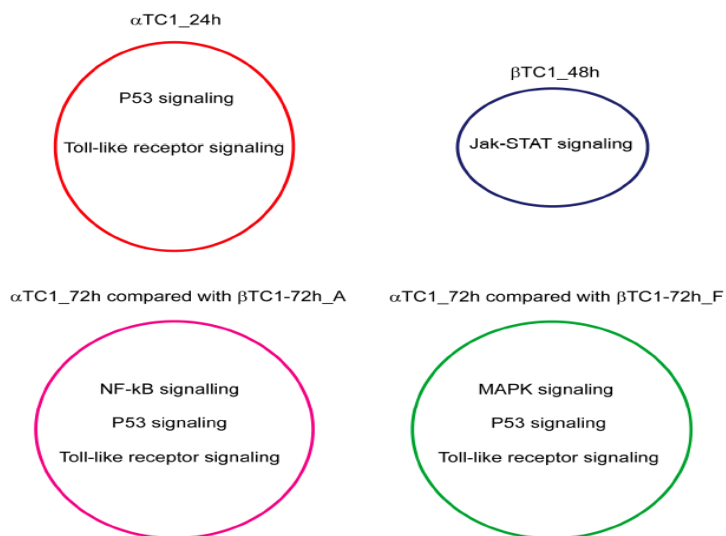 αTC1_24h
P53 signaling
Toll-like receptor signaling
βTC1_48h
Jak-STAT signaling
αTC1_72h compared with βTC1-72h_A
NF-kB signalling
P53 signaling
Toll-like receptor signaling
αTC1_72h compared with βTC1-72h_F
MAPK signaling
P53 signaling
Toll-like receptor signaling